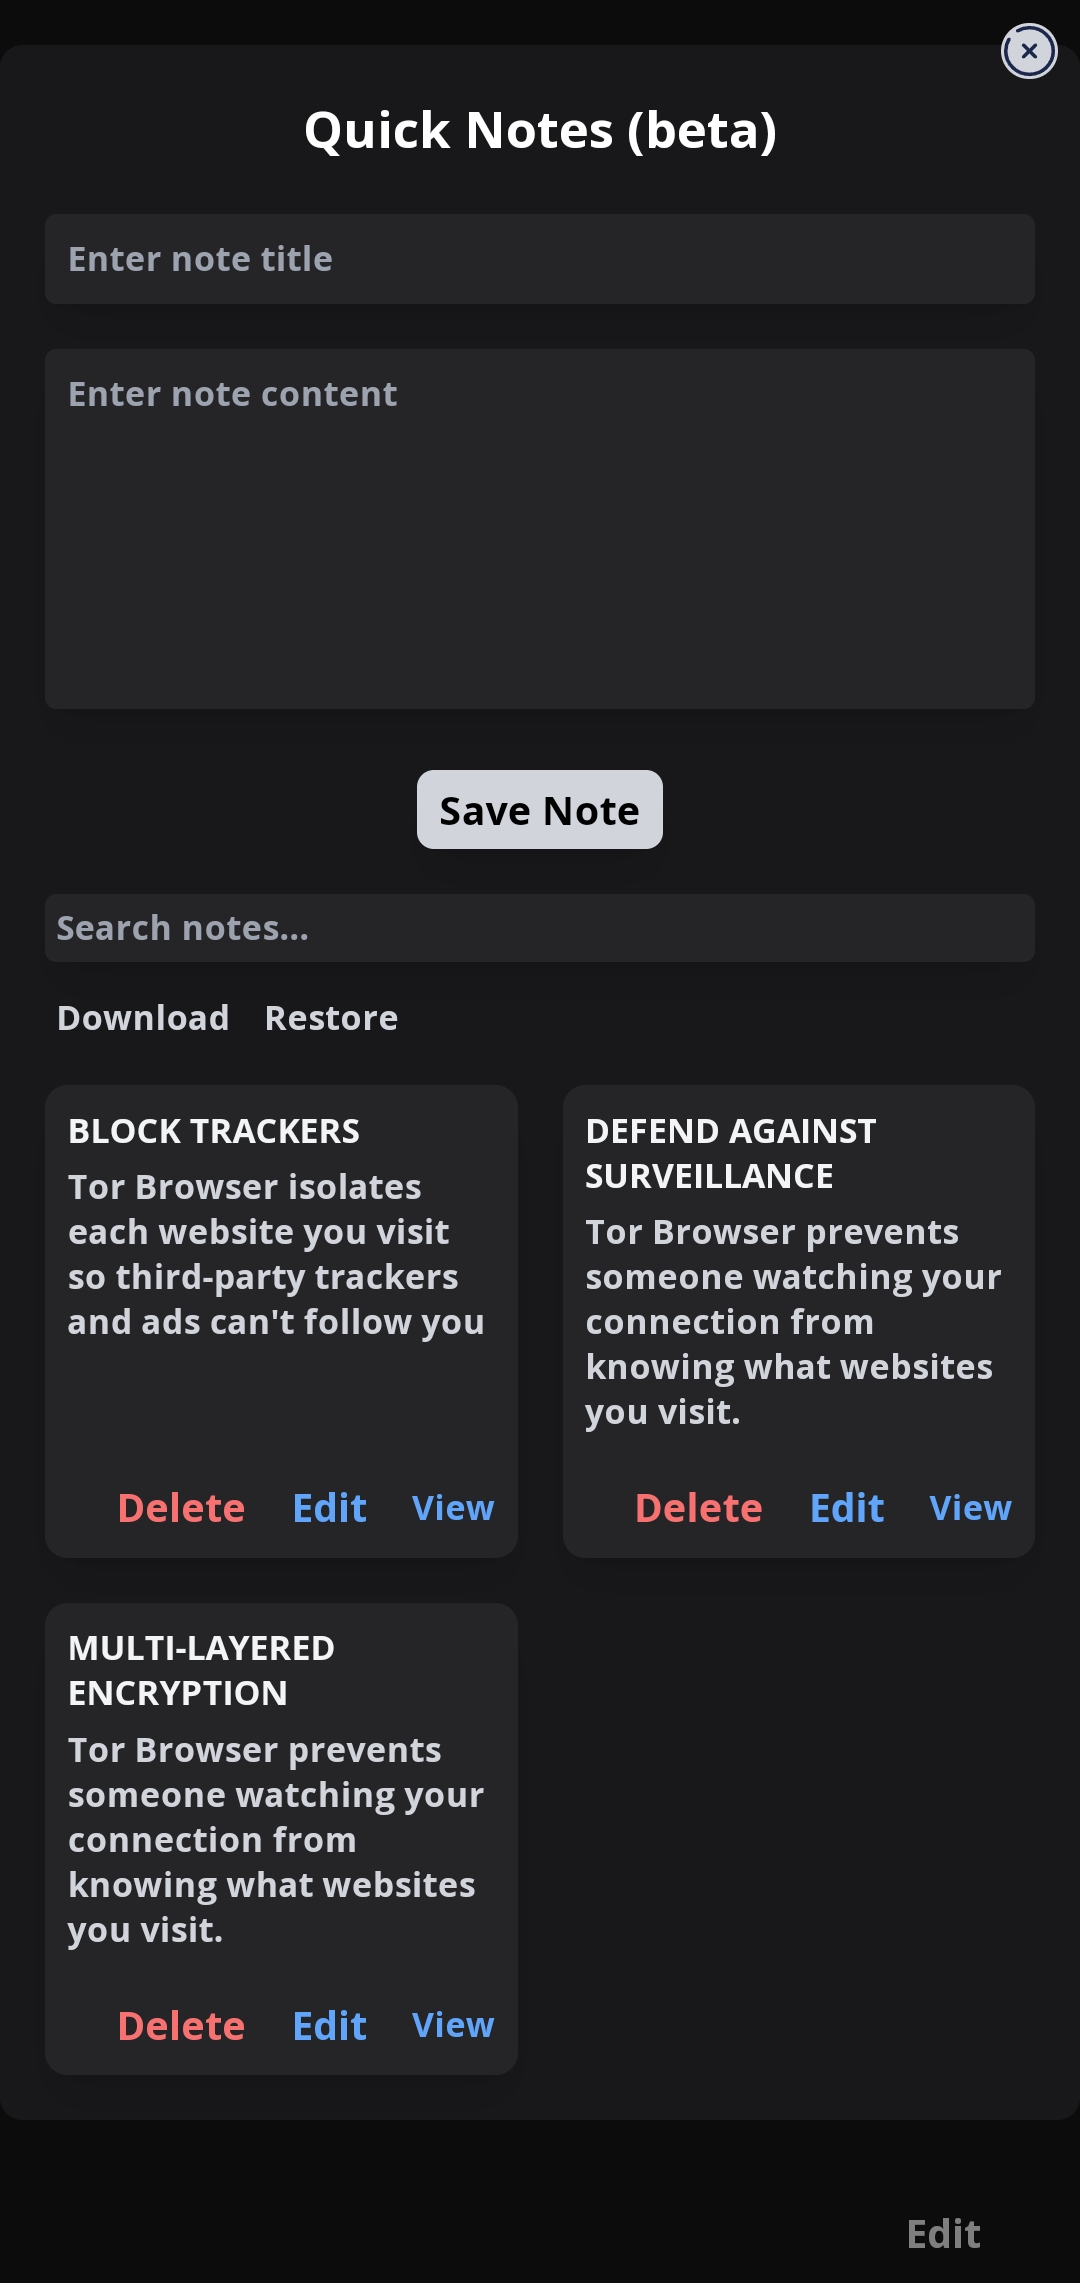 Quick Notes (beta)
Enter note title
Enter note content
Save Note
Search notes...
Download Restore
BLOCK TRACKERS
Tor Browser isolates
each website you visit
so third-party trackers
and ads can't follow you
Delete Edit View
DEFEND AGAINST
SURVEILLANCE
Tor Browser prevents
someone watching your
connection from
knowing what websites
you visit.
Delete Edit View
MULTI-LAYERED
ENCRYPTION
Tor Browser prevents
someone watching your
connection from
knowing what websites
you visit.
Delete Edit View
Edit